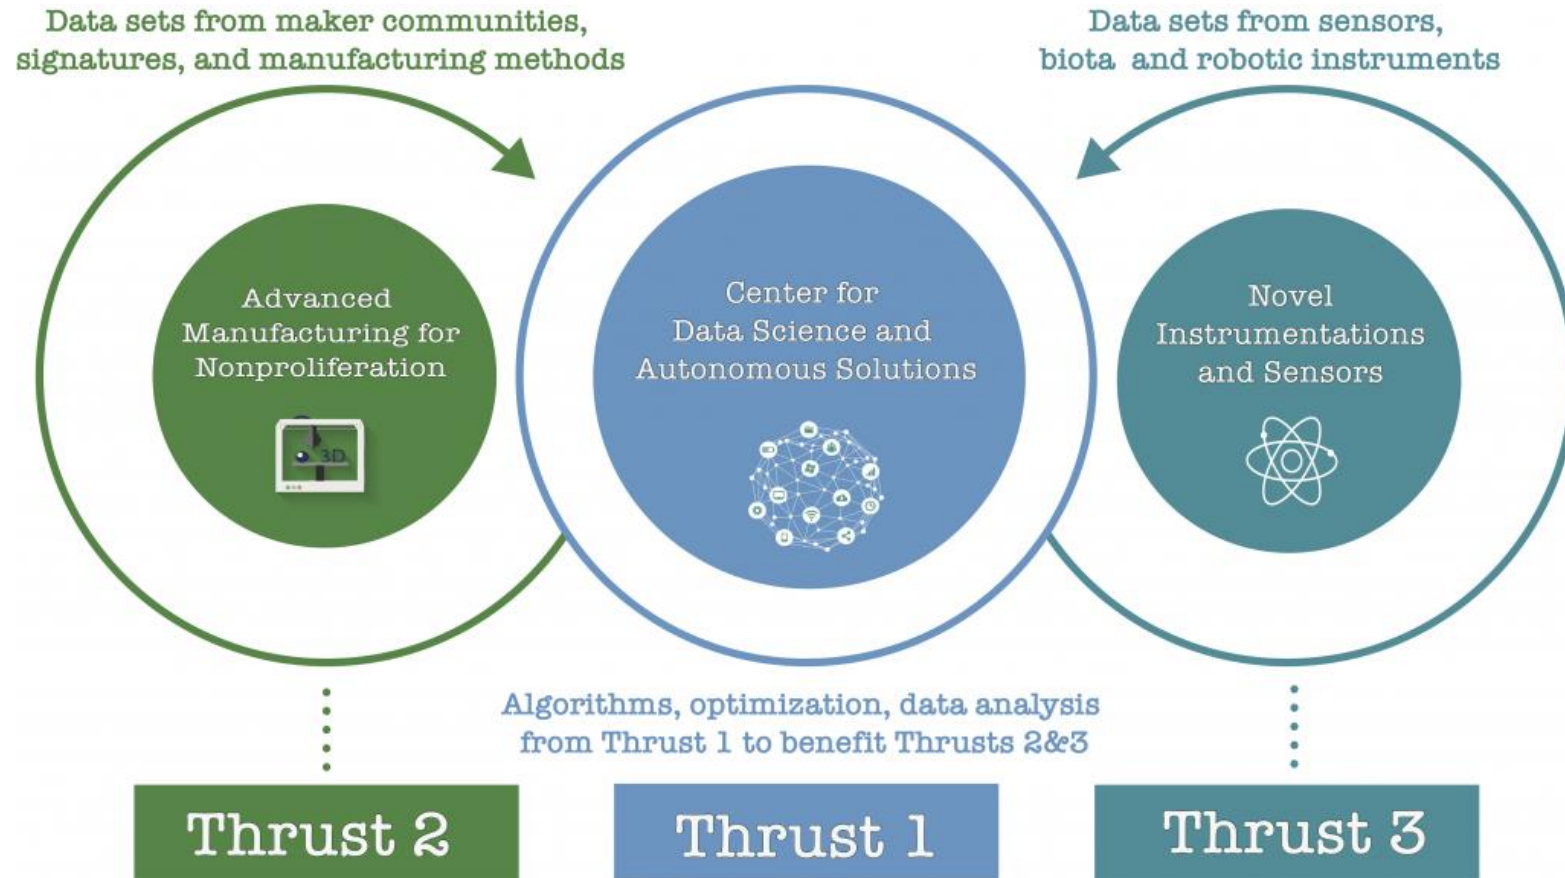 Data sets from maker communities,
signatures, and manufacturing methods
Data sets from sensors,
biota and robotic instruments
Advanced
Manufacturing for
Nonproliferation
3D
Center for
Data Science and
Autonomous Solutions
Novel
Instrumentations
and Sensors
Algorithms, optimization, data analysis
from Thrust 1 to benefit Thrusts 2&3
Thrust 2
Thrust 1
Thrust 3